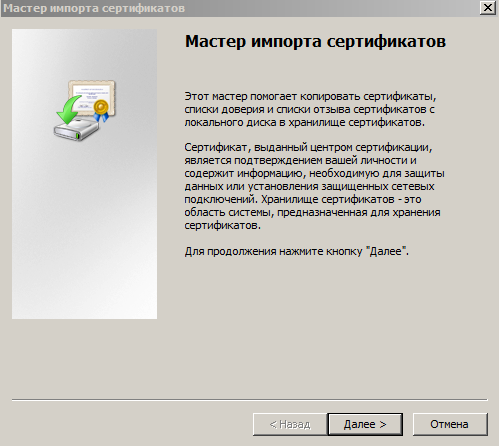 Мастер импорта сертификатов
Мастер импорта сертификатов
Этот мастер помогает копировать сертификаты,
списки доверия и списки отзыва сертификатов с
локального диска в хранилище сертификатов.
Сертификат, выданный центром сертификации,
является подтверждением вашей личности и
содержит информацию, необходимую для защиты
данных или установления защищенных сетевых
подключений. Хранилище сертификатов - это
область системы, предназначенная для хранения
сертификатов.
Для продолжения нажмите кнопку "Далее".
< Назад
Далее >
Отмена